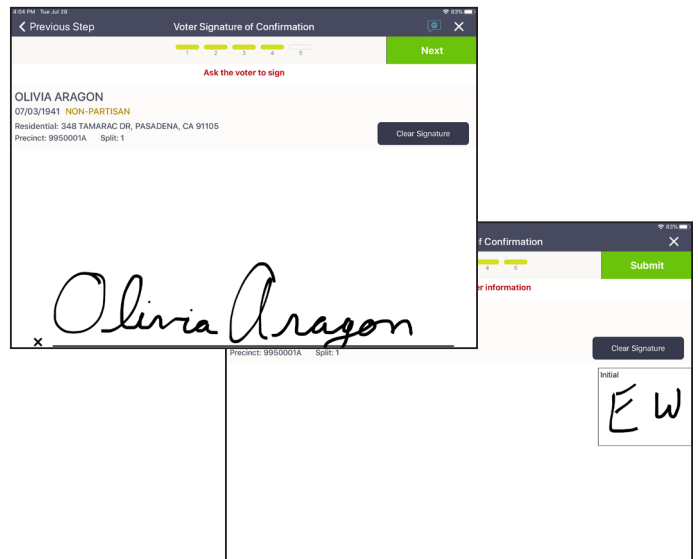 4:04 PM Tue Jul 28 83%
Previous Step Voter Signature of Confirmation
1 2 3 4 5 Next
Ask the voter to sign
OLIVIA ARAGON
07/03/1941 NON-PARTISAN
Residential: 348 TAMARAC DR, PASADENA, CA 91105
Precinct: 9950001A Split: 1
Clear Signature
Olivia Aragon
X
83%
f Confirmation
4 5 Submit
er information
Precinct: 9950001A Split: 1
Clear Signature
Initial
E W